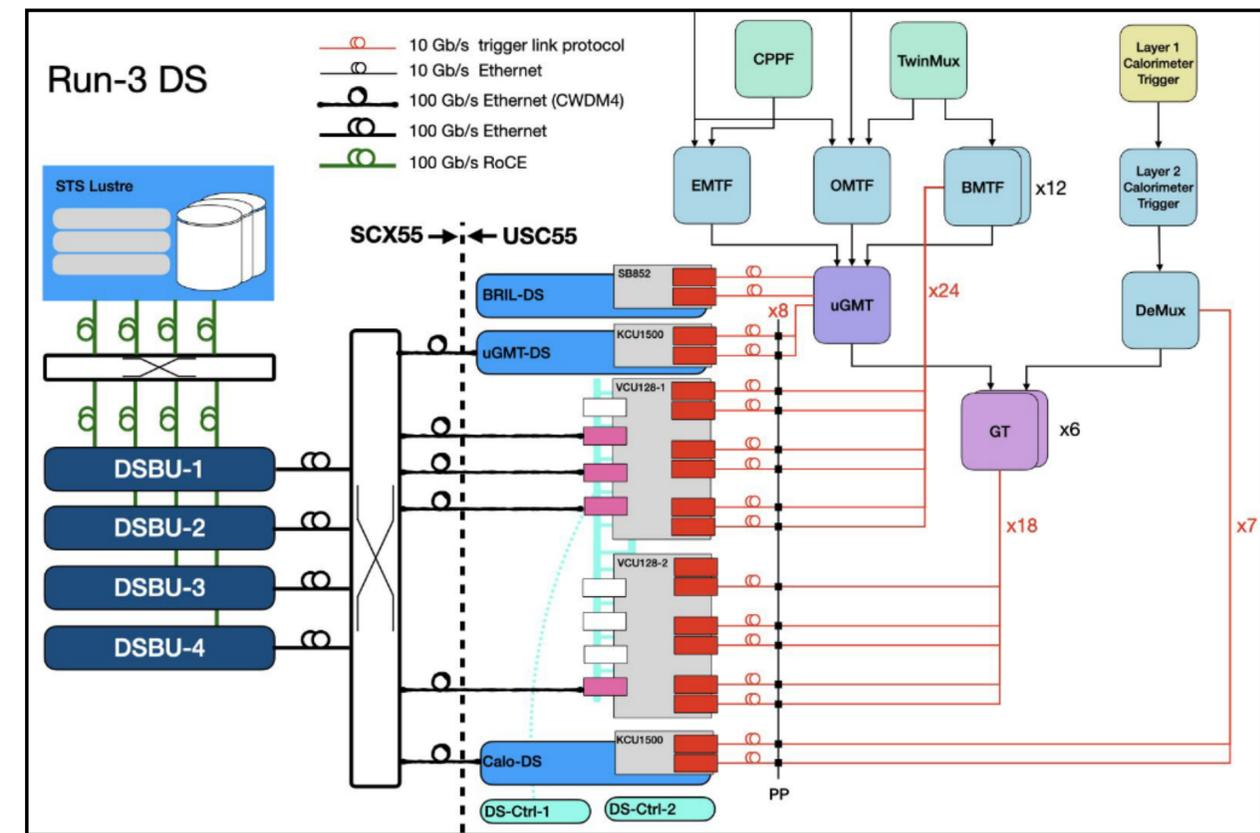 Run-3 DS
10 Gb/s trigger link protocol
10 Gb/s Ethernet
100 Gb/s Ethernet (CWDM4)
100 Gb/s Ethernet
100 Gb/s RoCE
CPPF
TwinMux
Layer 1
Calorimeter
Trigger
EMTF
OMTF
BMTF
x12
Layer 2
Calorimeter
Trigger
STS Lustre
SCX55
USC55
BRIL-DS
SB852
uGMT
x24
DeMux
x8
uGMT-DS
KCU1500
VCU128-1
GT
x6
DSBU-1
DSBU-2
DSBU-3
DSBU-4
x18
x7
VCU128-2
Calo-DS
KCU1500
PP
DS-Ctrl-1
DS-Ctrl-2